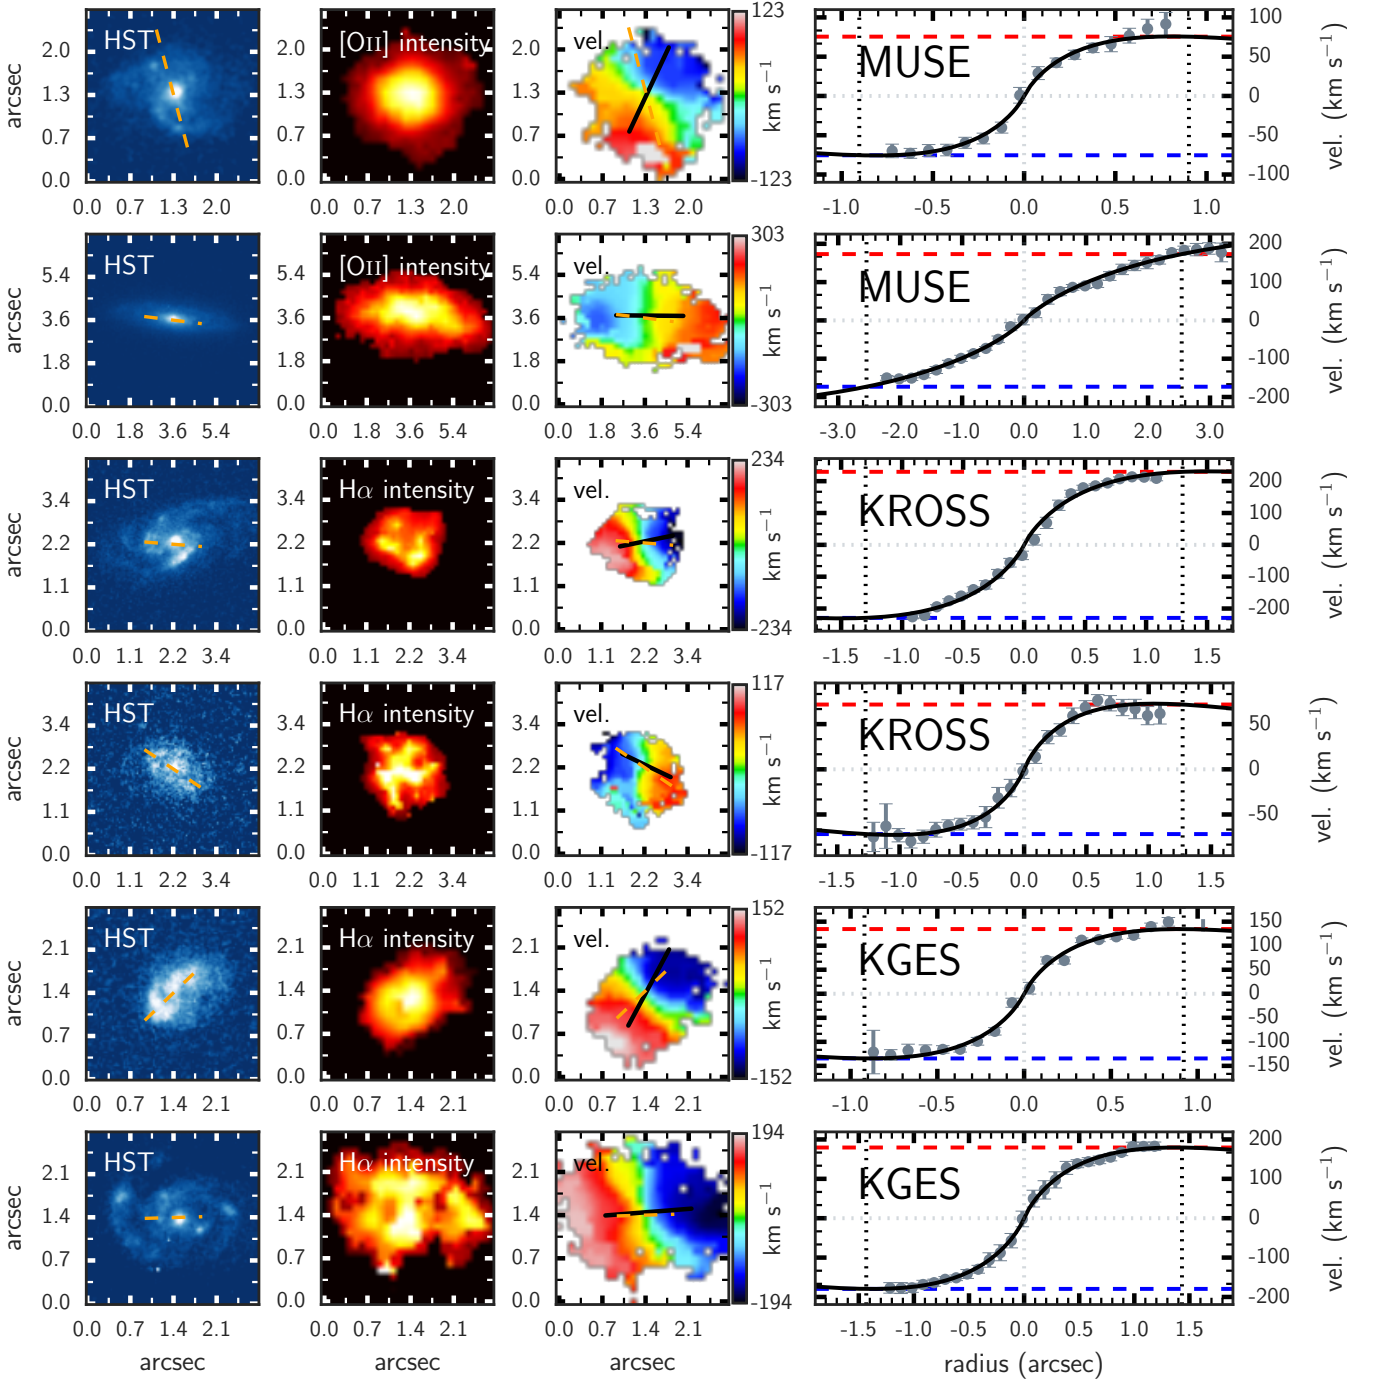 HST [OII] intensity vel. 123 km s⁻¹ -123 MUSE
arcsec 2.0 1.3 0.7 0.0 2.0 1.3 0.7 0.0 2.0 1.3 0.7 0.0 100 50 0 -50 -100 vel. (km s⁻¹)
0.0 0.7 1.3 2.0 0.0 0.7 1.3 2.0 0.0 0.7 1.3 2.0 -1.0 -0.5 0.0 0.5 1.0
HST [OII] intensity vel. 303 km s⁻¹ -303 MUSE
arcsec 5.4 3.6 1.8 0.0 5.4 3.6 1.8 0.0 5.4 3.6 1.8 0.0 200 100 0 -100 -200 vel. (km s⁻¹)
0.0 1.8 3.6 5.4 0.0 1.8 3.6 5.4 0.0 1.8 3.6 5.4 -3.0 -2.0 -1.0 0.0 1.0 2.0 3.0
HST Hα intensity vel. 234 km s⁻¹ -234 KROSS
arcsec 3.4 2.2 1.1 0.0 3.4 2.2 1.1 0.0 3.4 2.2 1.1 0.0 200 100 0 -100 -200 vel. (km s⁻¹)
0.0 1.1 2.2 3.4 0.0 1.1 2.2 3.4 0.0 1.1 2.2 3.4 -1.5 -1.0 -0.5 0.0 0.5 1.0 1.5
HST Hα intensity vel. 117 km s⁻¹ -117 KROSS
arcsec 3.4 2.2 1.1 0.0 3.4 2.2 1.1 0.0 3.4 2.2 1.1 0.0 50 0 -50 vel. (km s⁻¹)
0.0 1.1 2.2 3.4 0.0 1.1 2.2 3.4 0.0 1.1 2.2 3.4 -1.5 -1.0 -0.5 0.0 0.5 1.0 1.5
HST Hα intensity vel. 152 km s⁻¹ -152 KGES
arcsec 2.1 1.4 0.7 0.0 2.1 1.4 0.7 0.0 2.1 1.4 0.7 0.0 150 100 50 0 -50 -100 -150 vel. (km s⁻¹)
0.0 0.7 1.4 2.1 0.0 0.7 1.4 2.1 0.0 0.7 1.4 2.1 -1.0 -0.5 0.0 0.5 1.0
HST Hα intensity vel. 194 km s⁻¹ -194 KGES
arcsec 2.1 1.4 0.7 0.0 2.1 1.4 0.7 0.0 2.1 1.4 0.7 0.0 200 100 0 -100 -200 vel. (km s⁻¹)
0.0 0.7 1.4 2.1 0.0 0.7 1.4 2.1 0.0 0.7 1.4 2.1 -1.5 -1.0 -0.5 0.0 0.5 1.0 1.5
arcsec arcsec arcsec radius (arcsec)